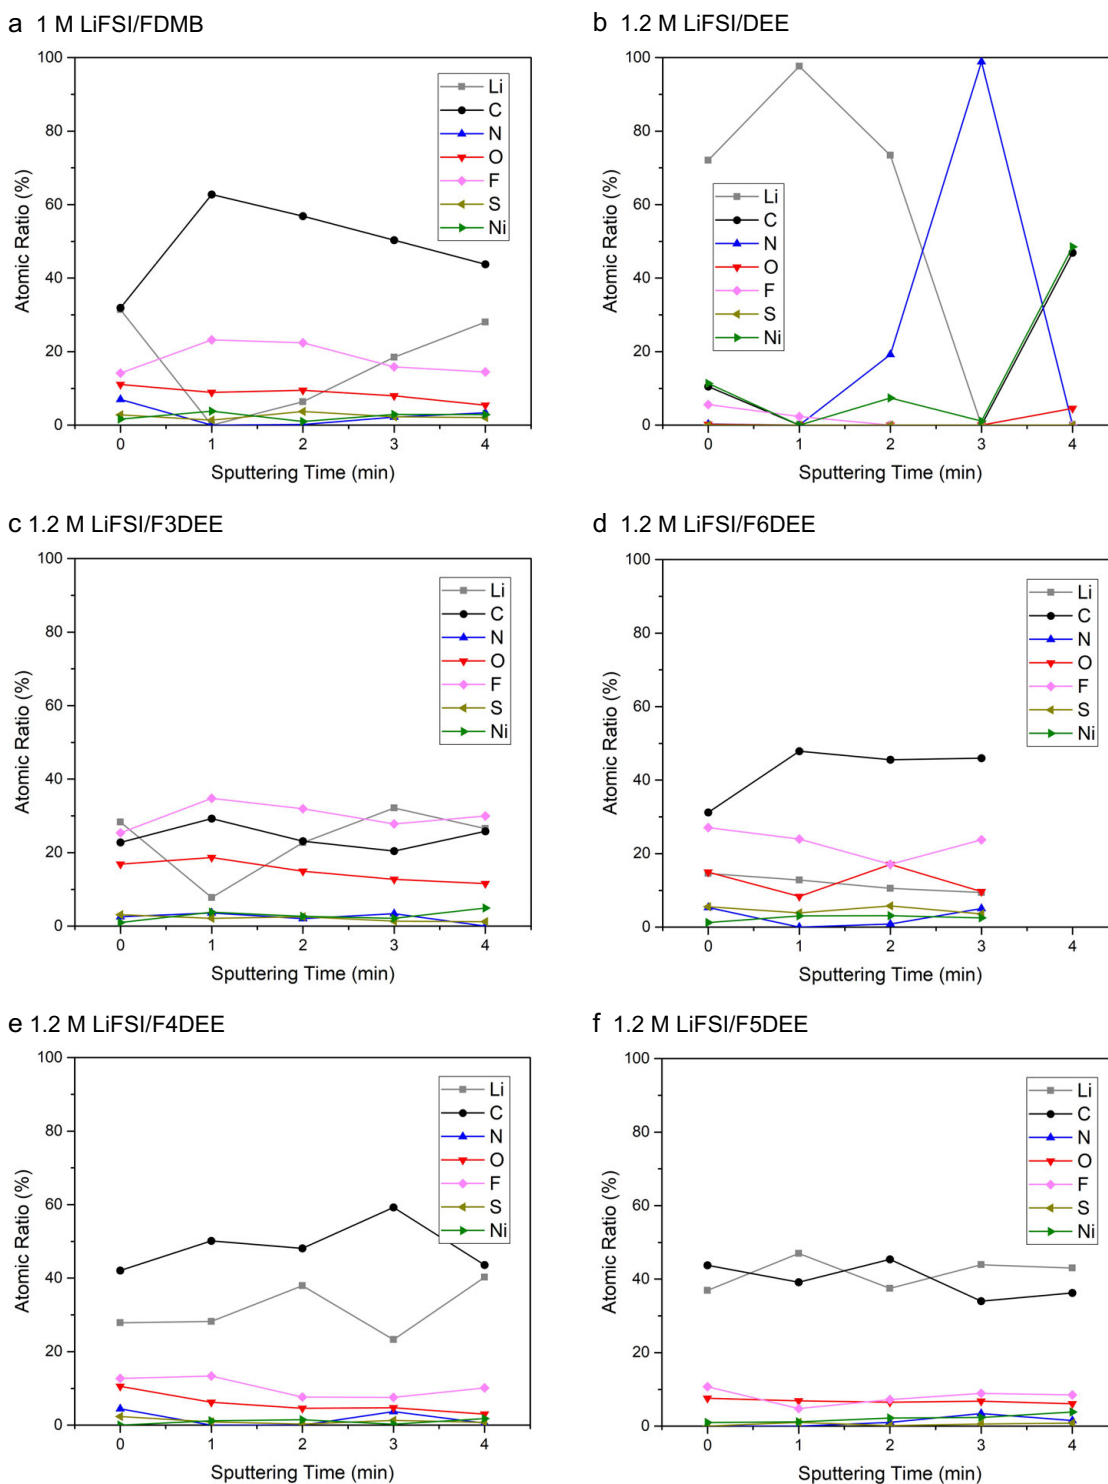 a 1 M LiFSI/FDMB
100
80
60
40
20
0
Atomic Ratio (%)
Li
C
N
O
F
S
Ni
0 1 2 3 4
Sputtering Time (min)
b 1.2 M LiFSI/DEE
100
80
60
40
20
0
Atomic Ratio (%)
Li
C
N
O
F
S
Ni
0 1 2 3 4
Sputtering Time (min)
c 1.2 M LiFSI/F3DEE
100
80
60
40
20
0
Atomic Ratio (%)
Li
C
N
O
F
S
Ni
0 1 2 3 4
Sputtering Time (min)
d 1.2 M LiFSI/F6DEE
100
80
60
40
20
0
Atomic Ratio (%)
Li
C
N
O
F
S
Ni
0 1 2 3 4
Sputtering Time (min)
e 1.2 M LiFSI/F4DEE
100
80
60
40
20
0
Atomic Ratio (%)
Li
C
N
O
F
S
Ni
0 1 2 3 4
Sputtering Time (min)
f 1.2 M LiFSI/F5DEE
100
80
60
40
20
0
Atomic Ratio (%)
Li
C
N
O
F
S
Ni
0 1 2 3 4
Sputtering Time (min)